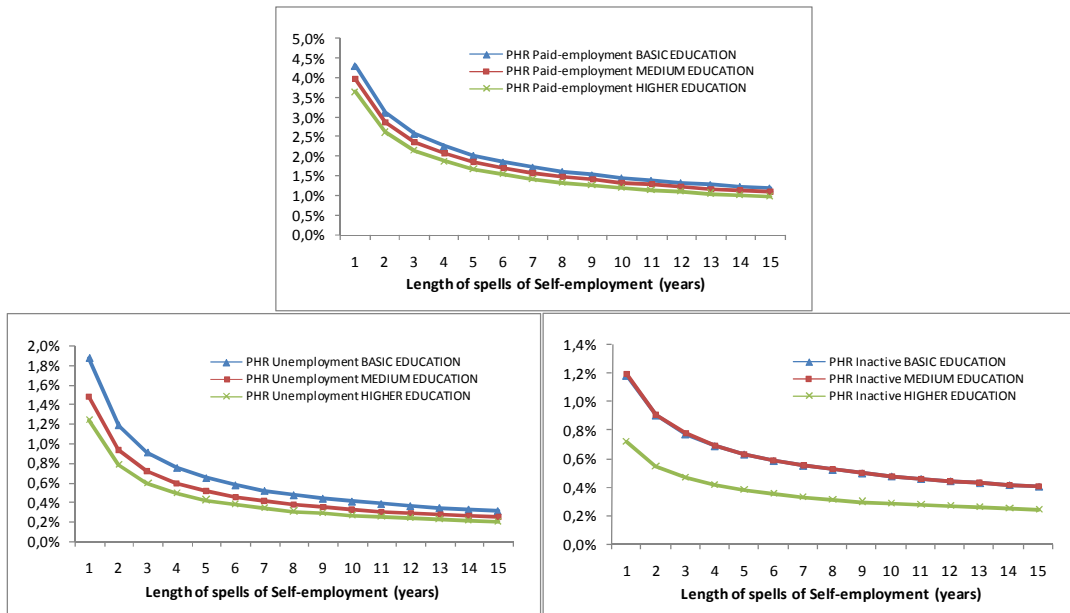 5,0%
4,5%
4,0%
3,5%
3,0%
2,5%
2,0%
1,5%
1,0%
0,5%
0,0%
PHR Paid-employment BASIC EDUCATION
PHR Paid-employment MEDIUM EDUCATION
PHR Paid-employment HIGHER EDUCATION
1 2 3 4 5 6 7 8 9 10 11 12 13 14 15
Length of spells of Self-employment (years)
2,0%
1,8%
1,6%
1,4%
1,2%
1,0%
0,8%
0,6%
0,4%
0,2%
0,0%
PHR Unemployment BASIC EDUCATION
PHR Unemployment MEDIUM EDUCATION
PHR Unemployment HIGHER EDUCATION
1 2 3 4 5 6 7 8 9 10 11 12 13 14 15
Length of spells of Self-employment (years)
1,4%
1,2%
1,0%
0,8%
0,6%
0,4%
0,2%
0,0%
PHR Inactive BASIC EDUCATION
PHR Inactive MEDIUM EDUCATION
PHR Inactive HIGHER EDUCATION
1 2 3 4 5 6 7 8 9 10 11 12 13 14 15
Length of spells of Self-employment (years)